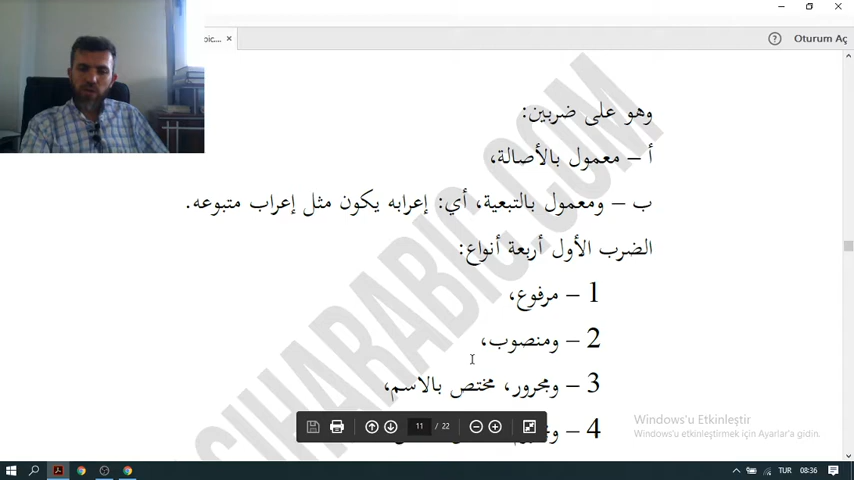 bic....
Oturum Aç
وهو على ضربين:
أ – معمول بالأصالة،
ب – ومعمول بالتبعية، أي: إعرابه يكون مثل إعراب متبوعه.
الضرب الأول أربعة أنواع:
1 – مرفوع،
2 – ومنصوب،
3 – ومجرور، مختص بالاسم،
4 –
11 / 22
Windows'u Etkinleştir
Windows'u etkinleştirmek için Ayarlar'a gidin.
TUR 08:36